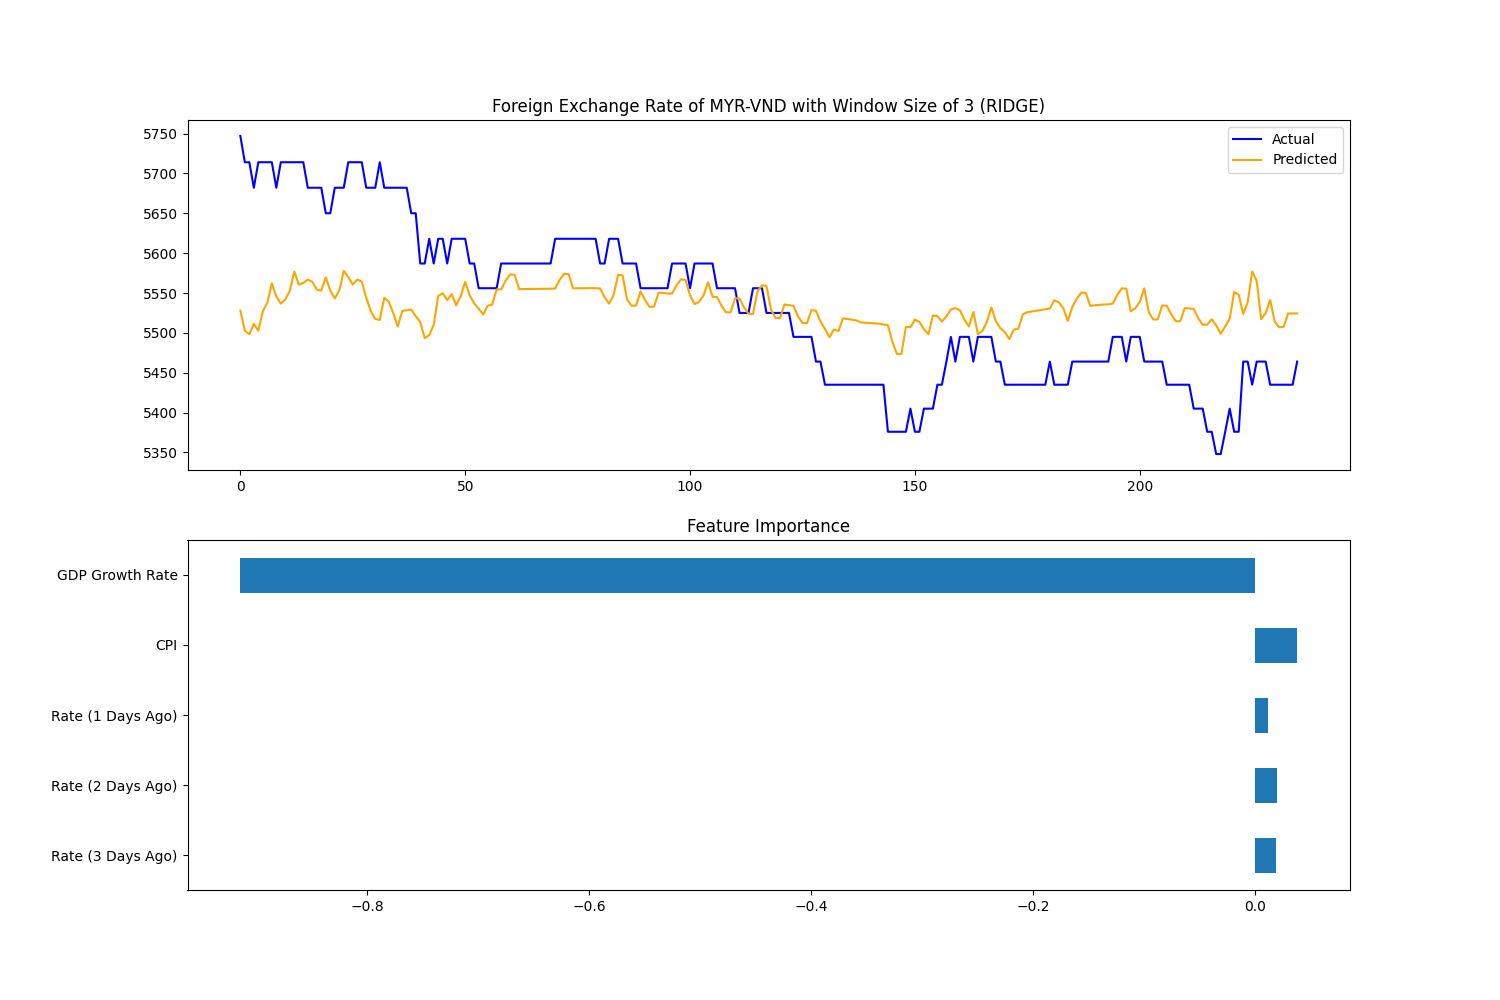 Foreign Exchange Rate of MYR-VND with Window Size of 3 (RIDGE)
5750
5700
5650
5600
5550
5500
5450
5400
5350
Actual
Predicted
0 50 100 150 200
Feature Importance
GDP Growth Rate
CPI
Rate (1 Days Ago)
Rate (2 Days Ago)
Rate (3 Days Ago)
−0.8 −0.6 −0.4 −0.2 0.0